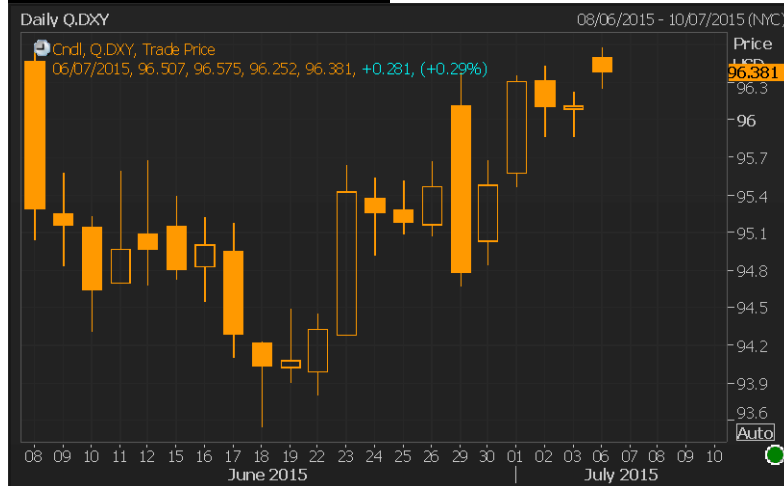 Daily Q.DXY
08/06/2015 - 10/07/2015 (NYC)
Cndl, Q.DXY, Trade Price
06/07/2015, 96.507, 96.575, 96.252, 96.381, +0.281, (+0.29%)
Price
USD
96.381
96.3
96
95.7
95.4
95.1
94.8
94.5
94.2
93.9
93.6
Auto
08 09 10 11 12 15 16 17 18 19 22 23 24 25 26 29 30 01 02 03 06 07 08 09 10
June 2015
July 2015